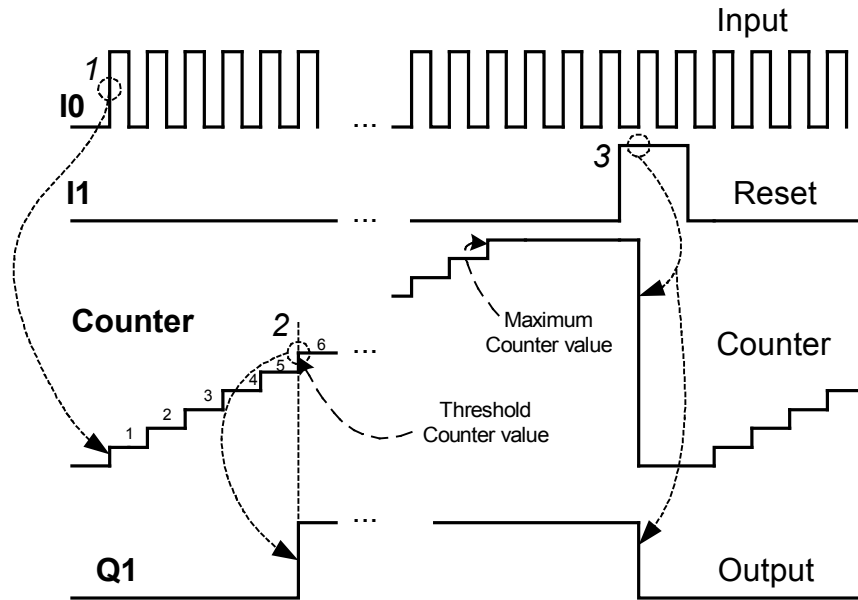 Input
1
I0
...
3
I1
...
Reset
Maximum
Counter value
Counter
2
6
...
Counter
5
4
3
Threshold
Counter value
2
1
...
Q1
Output